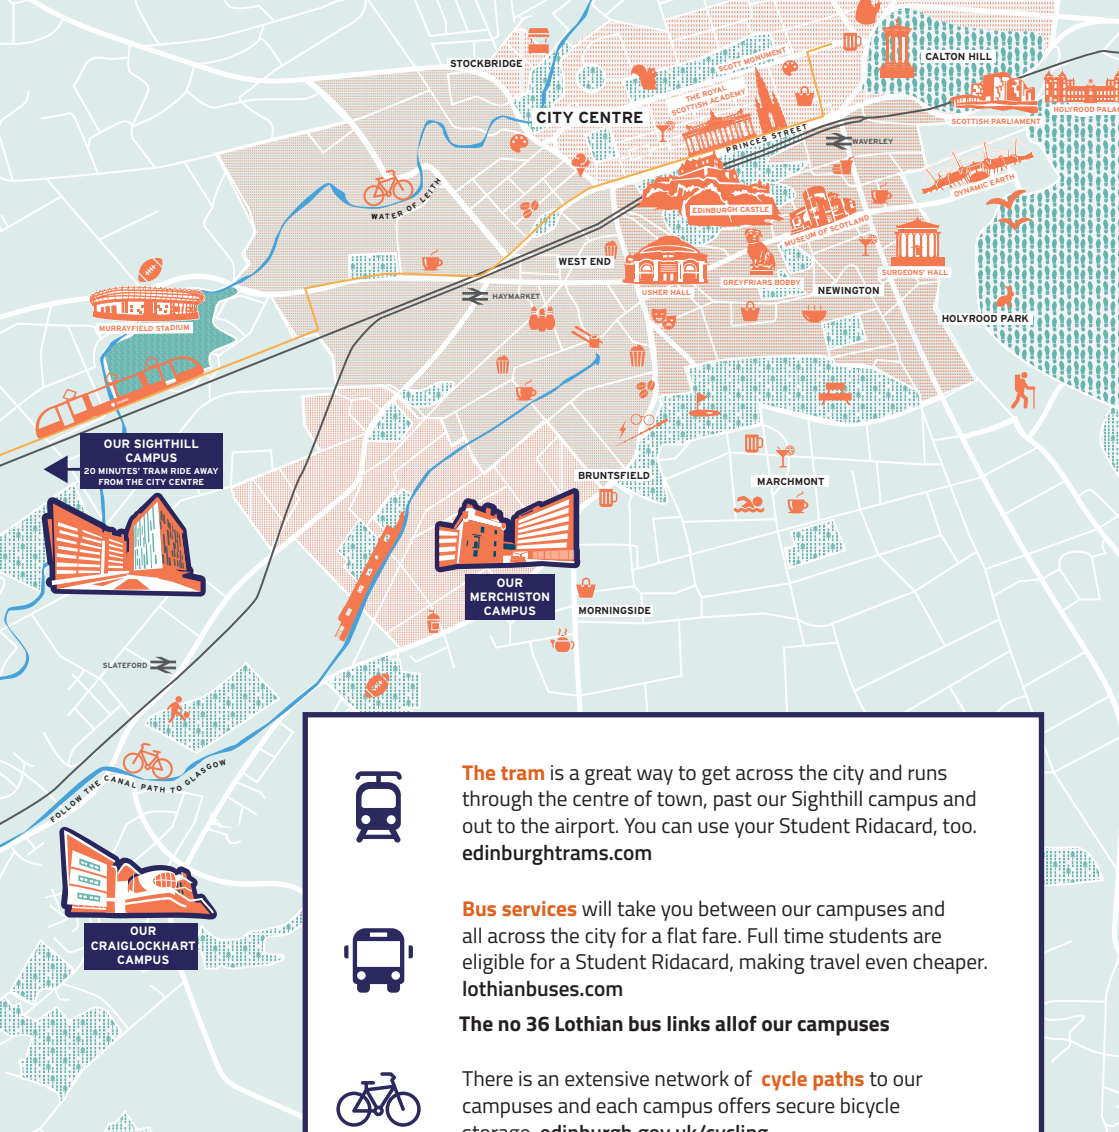 STOCKBRIDGE
CITY CENTRE
SCOTT MONUMENT
THE ROYAL
SCOTTISH ACADEMY
PRINCES STREET
CALTON HILL
SCOTTISH PARLIAMENT
HOLYROOD PALAC
WAVERLEY
DYNAMIC EARTH
WATER OF LEITH
EDINBURGH CASTLE
MUSEUM OF SCOTLAND
WEST END
USHER HALL
GREYFRIARS BOBBY
SURGEONS' HALL
NEWINGTON
HAYMARKET
HOLYROOD PARK
MURRAYFIELD STADIUM
OUR SIGHTHILL
CAMPUS
20 MINUTES' TRAM RIDE AWAY
FROM THE CITY CENTRE
BRUNTSFIELD
MARCHMONT
OUR
MERCHISTON
CAMPUS
MORNINGSIDE
SLATEFORD
FOLLOW THE CANAL PATH TO GLASGOW
OUR
CRAIGLOCKHART
CAMPUS
The tram is a great way to get across the city and runs
through the centre of town, past our Sighthill campus and
out to the airport. You can use your Student Ridacard, too.
edinburghtrams.com
Bus services will take you between our campuses and
all across the city for a flat fare. Full time students are
eligible for a Student Ridacard, making travel even cheaper.
lothianbuses.com
The no 36 Lothian bus links allof our campuses
There is an extensive network of cycle paths to our
campuses and each campus offers secure bicycle
storage. edinburgh.gov.uk/cycling